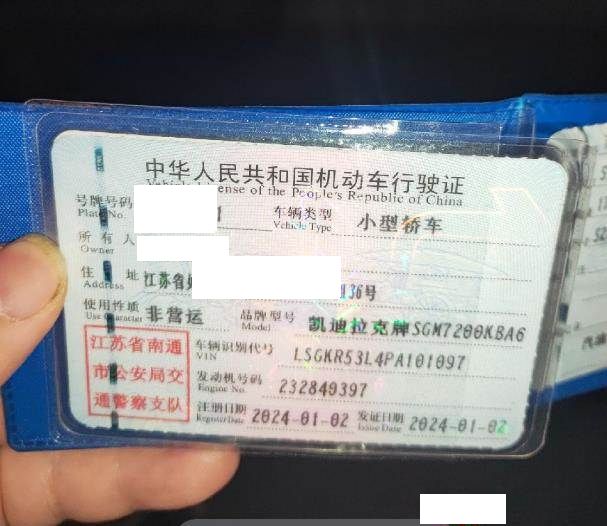 中华人民共和国机动车行驶证
Vehicle License of the People's Republic of China
号牌号码 车辆类型 小型轿车
Plate No. Vehicle Type
所有人
Owner
住址 江苏省 136号
Address
使用性质 非营运 品牌型号 凯迪拉克牌SGM7200KBA6
Use Character Model
江苏省南通 车辆识别代号 LSGKR53L4PA101097
VIN
市公安局交 发动机号码 232840397
Engine No.
通警察支队 注册日期 2024-01-02 发证日期 2024-01-02
Register Date Issue Date
汽油